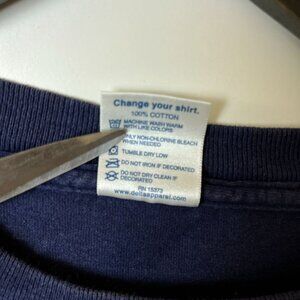 Change your shirt.
100% COTTON
MACHINE WASH WARM
WITH LIKE COLORS
ONLY NON-CHLORINE BLEACH
WHEN NEEDED
TUMBLE DRY LOW
DO NOT IRON IF DECORATED
DO NOT DRY CLEAN IF
DECORATED
RN 15373
www.deltaapparel.com